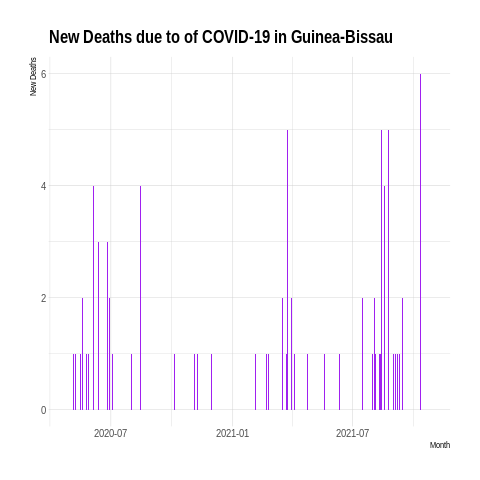 New Deaths due to of COVID-19 in Guinea-Bissau
New Deaths
6
4
2
0
2020-07
2021-01
2021-07
Month